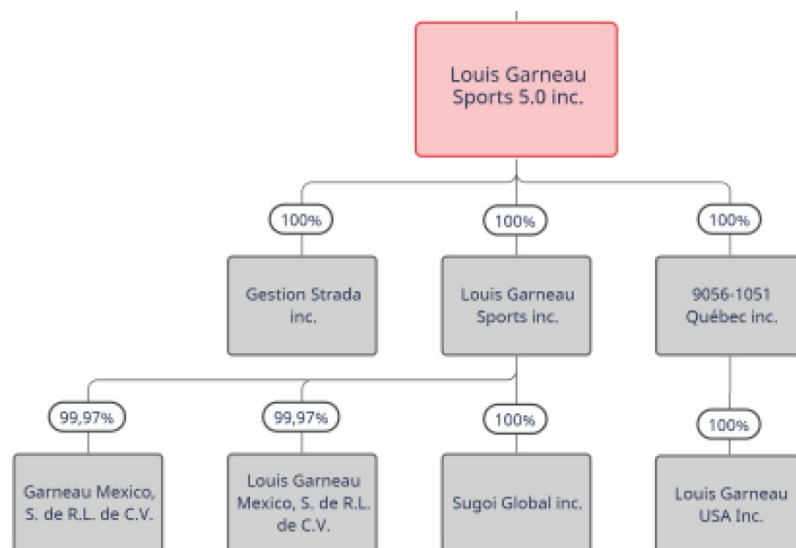 Louis Garneau
Sports 5.0 inc.
100%
100%
100%
Gestion Strada
inc.
Louis Garneau
Sports inc.
9056-1051
Québec inc.
99,97%
99,97%
100%
100%
Garneau Mexico,
S. de R.L. de C.V.
Louis Garneau
Mexico, S. de R.L.
de C.V.
Sugoi Global inc.
Louis Garneau
USA Inc.